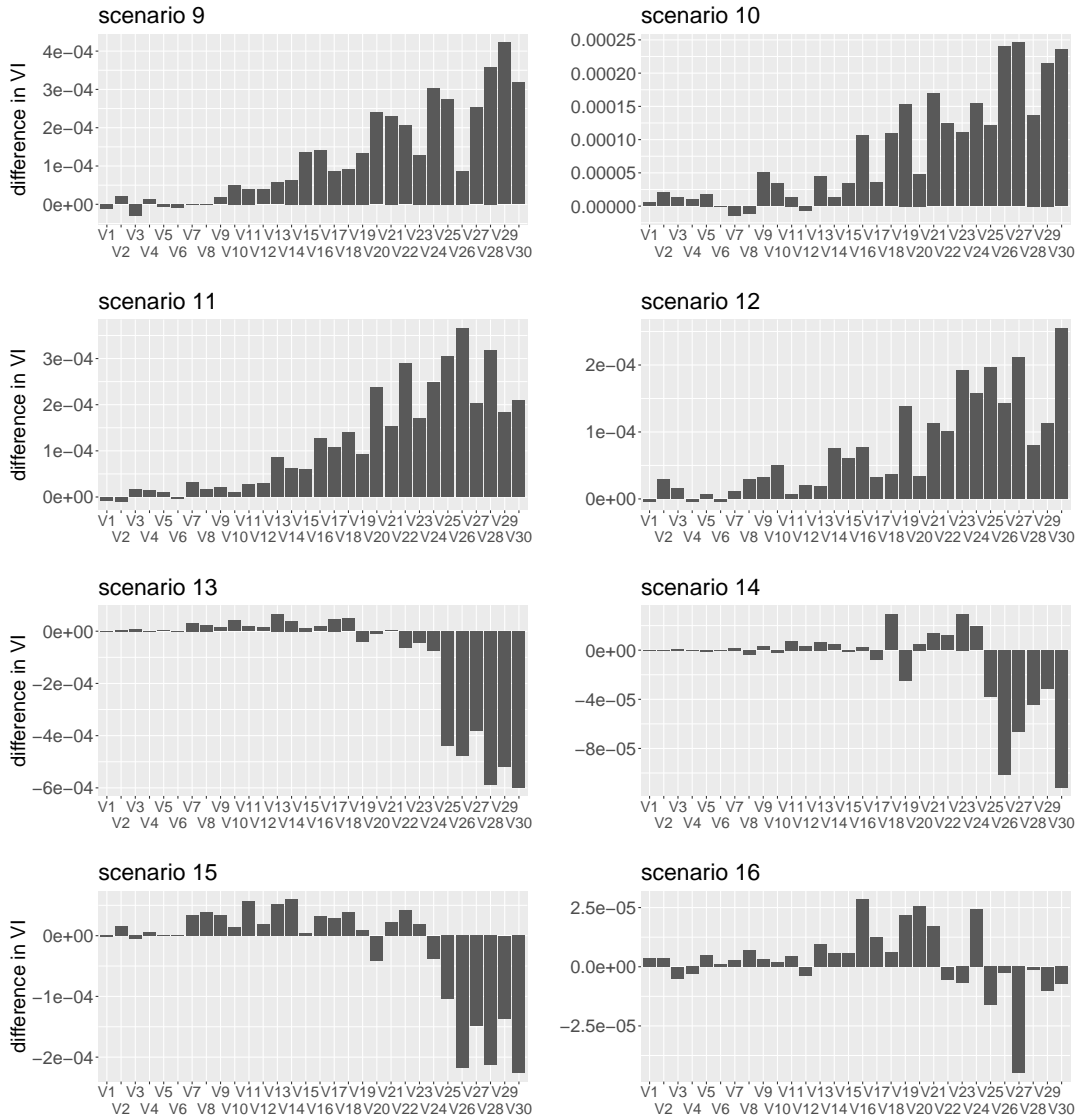 scenario 9
scenario 10
difference in VI
4e−04
3e−04
2e−04
1e−04
0e+00
0.00025
0.00020
0.00015
0.00010
0.00005
0.00000
V1 V3 V5 V7 V9 V11 V13 V15 V17 V19 V21 V23 V25 V27 V29
V2 V4 V6 V8 V10 V12 V14 V16 V18 V20 V22 V24 V26 V28 V30
V1 V3 V5 V7 V9 V11 V13 V15 V17 V19 V21 V23 V25 V27 V29
V2 V4 V6 V8 V10 V12 V14 V16 V18 V20 V22 V24 V26 V28 V30
scenario 11
scenario 12
difference in VI
3e−04
2e−04
1e−04
0e+00
2e−04
1e−04
0e+00
V1 V3 V5 V7 V9 V11 V13 V15 V17 V19 V21 V23 V25 V27 V29
V2 V4 V6 V8 V10 V12 V14 V16 V18 V20 V22 V24 V26 V28 V30
V1 V3 V5 V7 V9 V11 V13 V15 V17 V19 V21 V23 V25 V27 V29
V2 V4 V6 V8 V10 V12 V14 V16 V18 V20 V22 V24 V26 V28 V30
scenario 13
scenario 14
difference in VI
0e+00
−2e−04
−4e−04
−6e−04
0e+00
−4e−05
−8e−05
V1 V3 V5 V7 V9 V11 V13 V15 V17 V19 V21 V23 V25 V27 V29
V2 V4 V6 V8 V10 V12 V14 V16 V18 V20 V22 V24 V26 V28 V30
V1 V3 V5 V7 V9 V11 V13 V15 V17 V19 V21 V23 V25 V27 V29
V2 V4 V6 V8 V10 V12 V14 V16 V18 V20 V22 V24 V26 V28 V30
scenario 15
scenario 16
difference in VI
0e+00
−1e−04
−2e−04
2.5e−05
0.0e+00
−2.5e−05
V1 V3 V5 V7 V9 V11 V13 V15 V17 V19 V21 V23 V25 V27 V29
V2 V4 V6 V8 V10 V12 V14 V16 V18 V20 V22 V24 V26 V28 V30
V1 V3 V5 V7 V9 V11 V13 V15 V17 V19 V21 V23 V25 V27 V29
V2 V4 V6 V8 V10 V12 V14 V16 V18 V20 V22 V24 V26 V28 V30